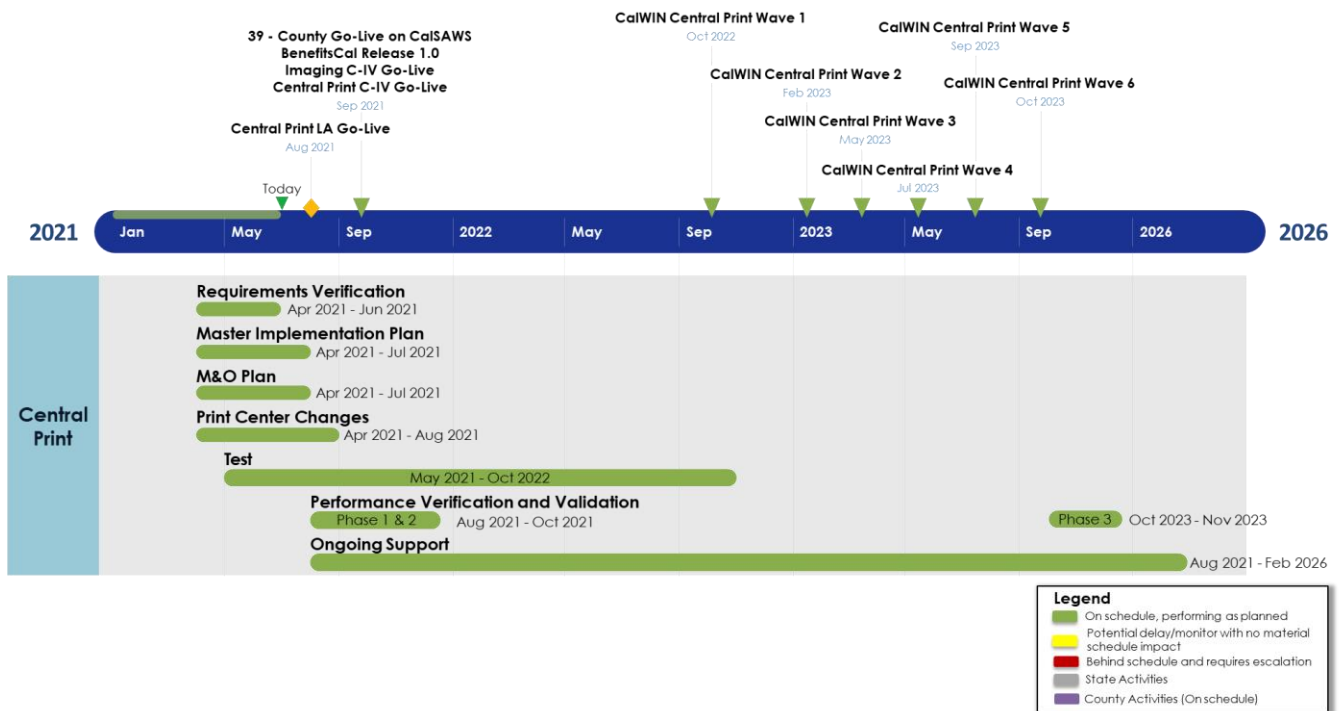 CalWIN Central Print Wave 1
Oct 2022
CalWIN Central Print Wave 5
Sep 2023
39 - County Go-Live on CalSAWS
BenefitsCal Release 1.0
Imaging C-IV Go-Live
Central Print C-IV Go-Live
Sep 2021
CalWIN Central Print Wave 2
Feb 2023
CalWIN Central Print Wave 6
Oct 2023
Central Print LA Go-Live
Aug 2021
CalWIN Central Print Wave 3
May 2023
CalWIN Central Print Wave 4
Jul 2023
Today
2021
Jan
May
Sep
2022
May
Sep
2023
May
Sep
2026
2026
Central
Print
Requirements Verification
Apr 2021 - Jun 2021
Master Implementation Plan
Apr 2021 - Jul 2021
M&O Plan
Apr 2021 - Jul 2021
Print Center Changes
Apr 2021 - Aug 2021
Test
May 2021 - Oct 2022
Performance Verification and Validation
Phase 1 & 2
Aug 2021 - Oct 2021
Phase 3
Oct 2023 - Nov 2023
Ongoing Support
Aug 2021 - Feb 2026
Legend
On schedule, performing as planned
Potential delay/monitor with no material
schedule impact
Behind schedule and requires escalation
State Activities
County Activities (On schedule)